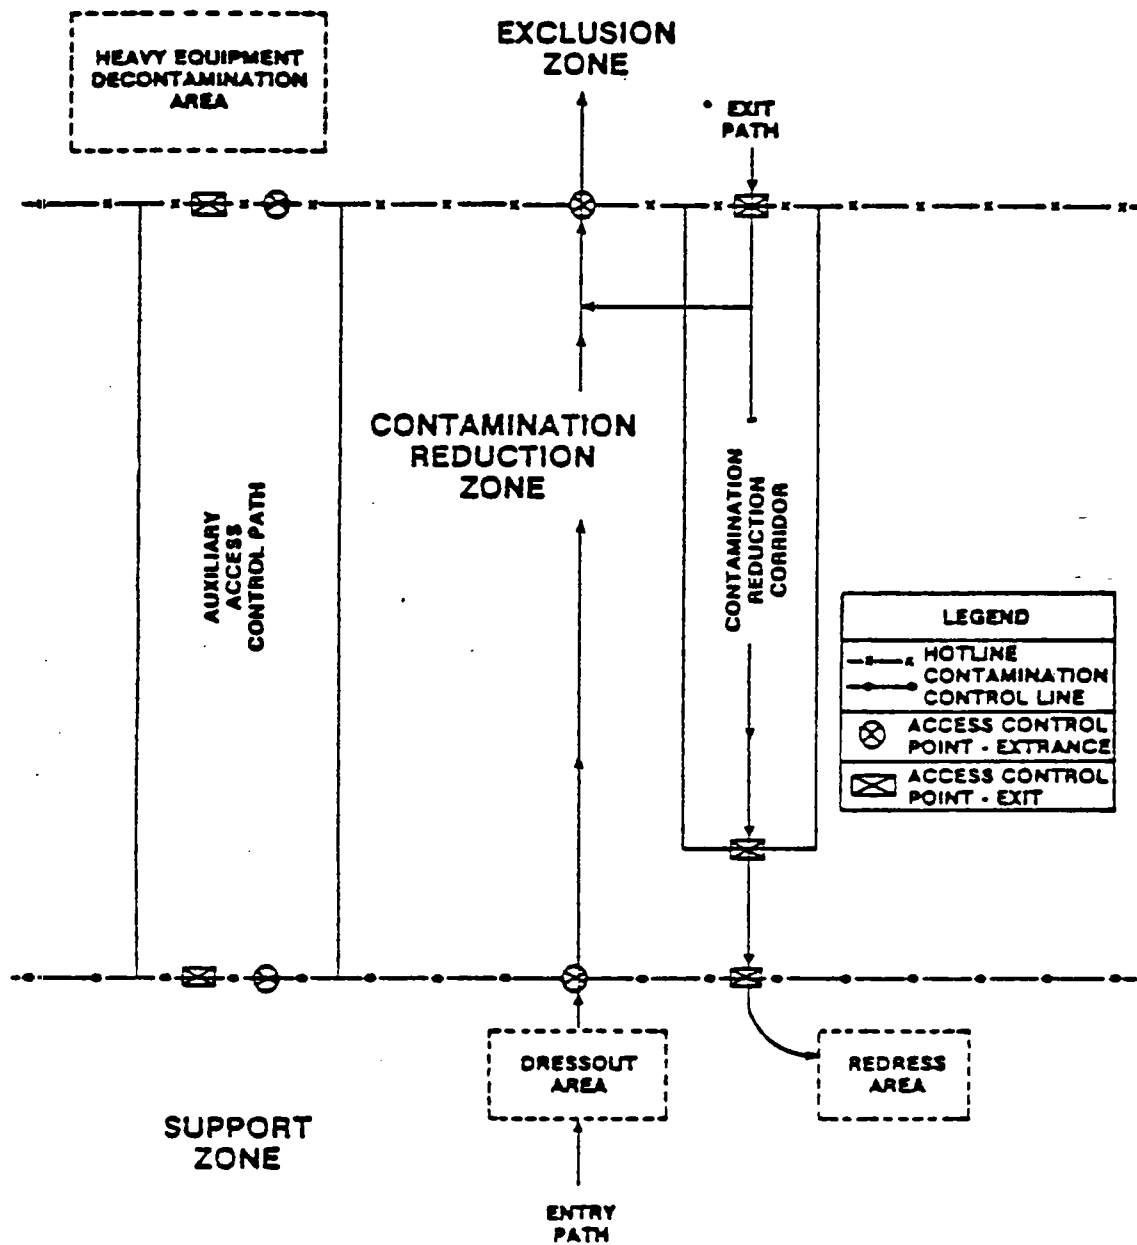 HEAVY EQUIPMENT
DECONTAMINATION
AREA
EXCLUSION
ZONE
EXIT
PATH
CONTAMINATION
REDUCTION
ZONE
AUXILIARY
ACCESS
CONTROL PATH
CONTAMINATION
REDUCTION
CORRIDOR
LEGEND
HOTLINE
CONTAMINATION
CONTROL LINE
ACCESS CONTROL
POINT - EXTRANCE
ACCESS CONTROL
POINT - EXIT
DRESSOUT
AREA
REDRESS
AREA
SUPPORT
ZONE
ENTRY
PATH